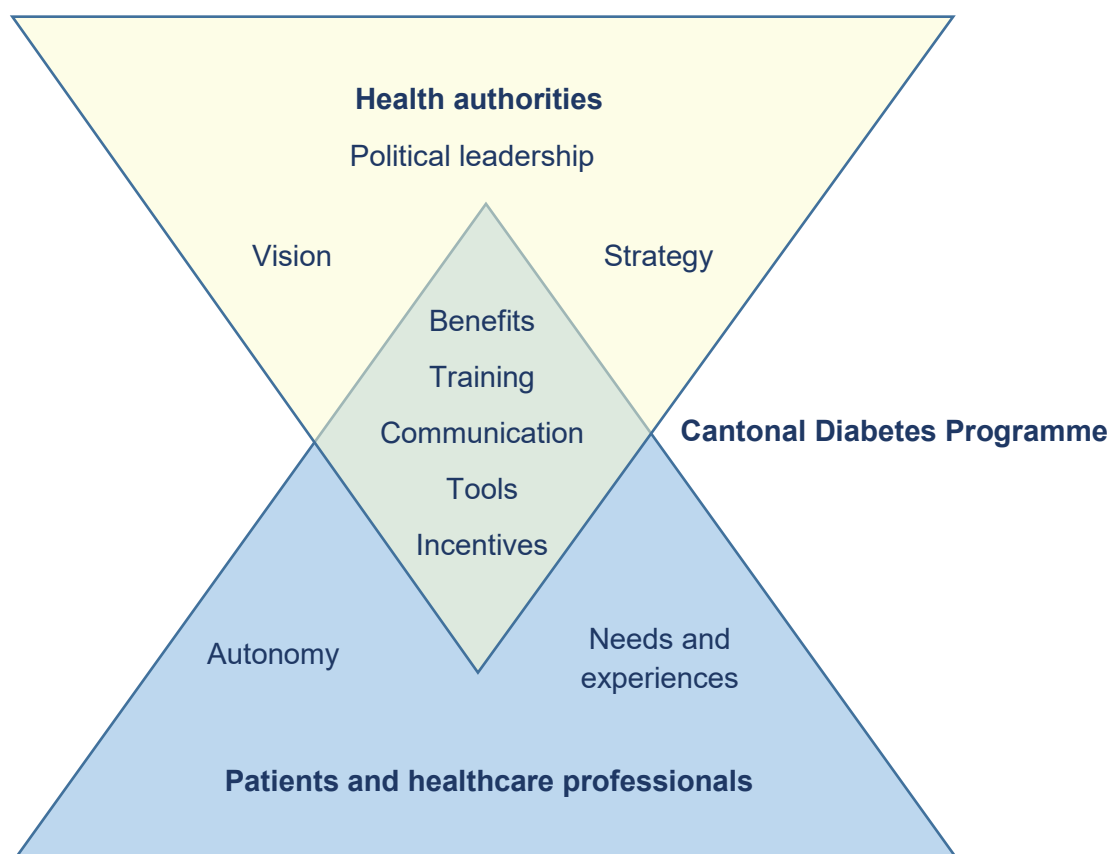 Health authorities
Political leadership
Vision
Strategy
Benefits
Training
Communication
Cantonal Diabetes Programme
Tools
Incentives
Autonomy
Needs and
experiences
Patients and healthcare professionals